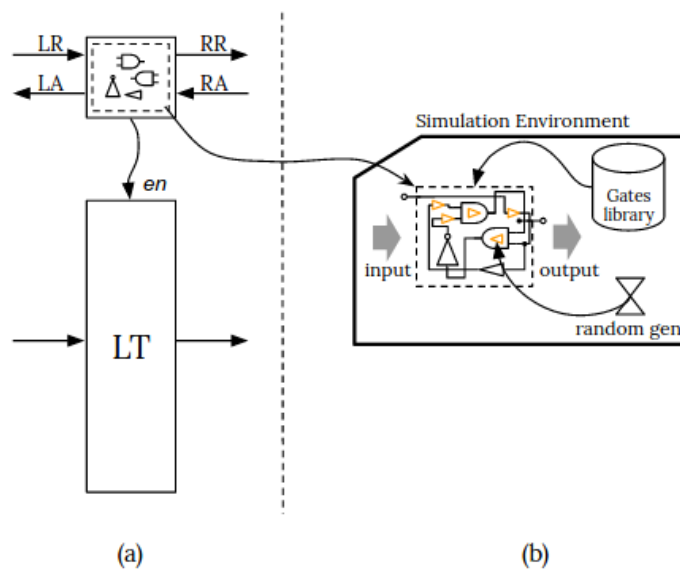 LR
RR
LA
RA
en
LT
(a)
Simulation Environment
Gates
library
input
output
random gen
(b)